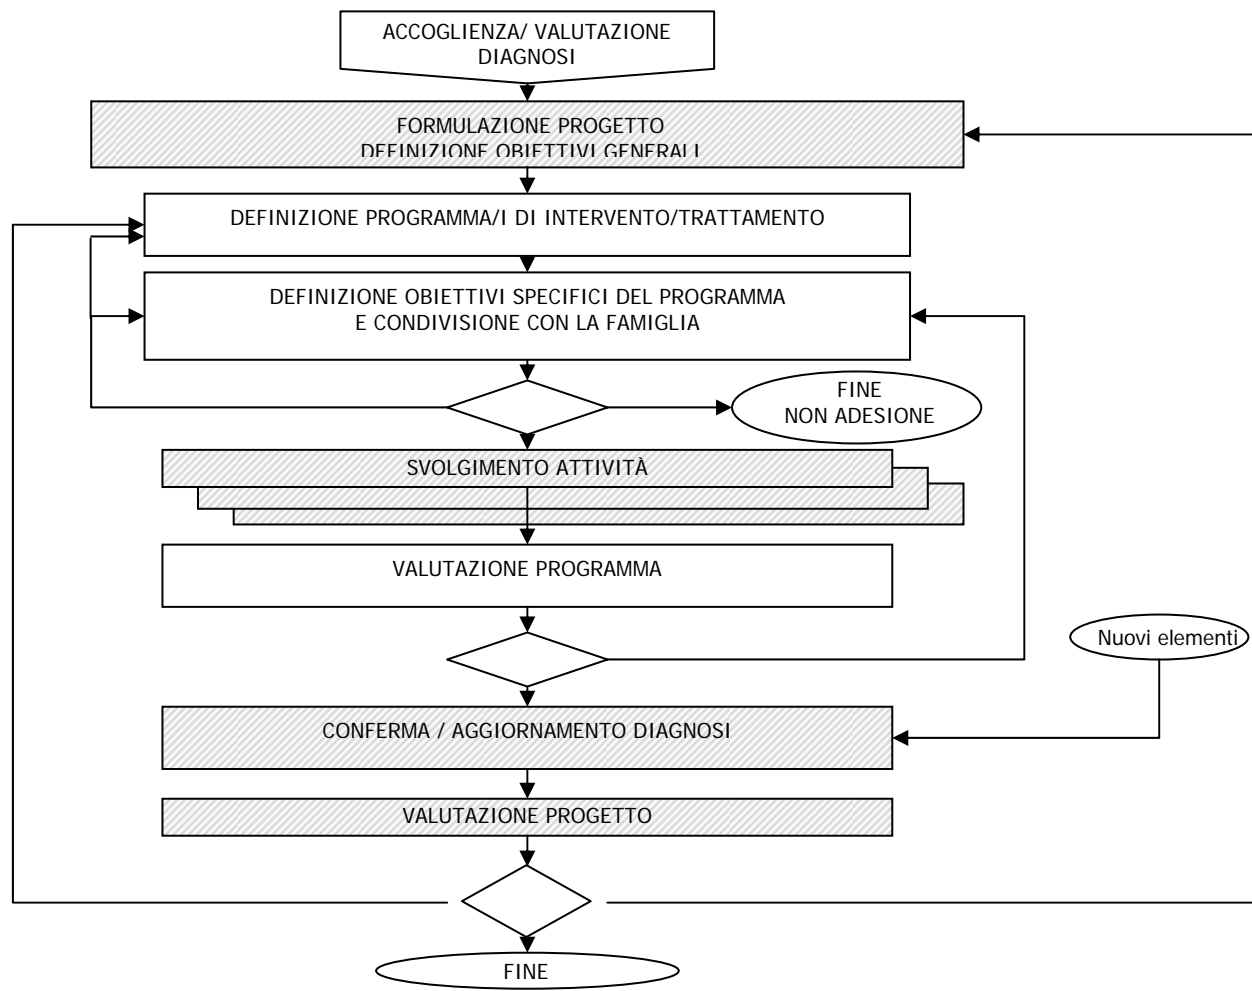 ACCOGLIENZA/ VALUTAZIONE
DIAGNOSI
FORMULAZIONE PROGETTO
DEFINIZIONE OBIETTIVI GENERALI
DEFINIZIONE PROGRAMMA/I DI INTERVENTO/TRATTAMENTO
DEFINIZIONE OBIETTIVI SPECIFICI DEL PROGRAMMA
E CONDIVISIONE CON LA FAMIGLIA
FINE
NON ADESIONE
SVOLGIMENTO ATTIVITÀ
VALUTAZIONE PROGRAMMA
Nuovi elementi
CONFERMA / AGGIORNAMENTO DIAGNOSI
VALUTAZIONE PROGETTO
FINE